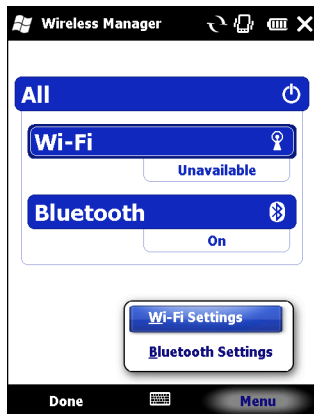 Wireless Manager
All
Wi-Fi
Unavailable
Bluetooth
On
Wi-Fi Settings
Bluetooth Settings
Done Menu